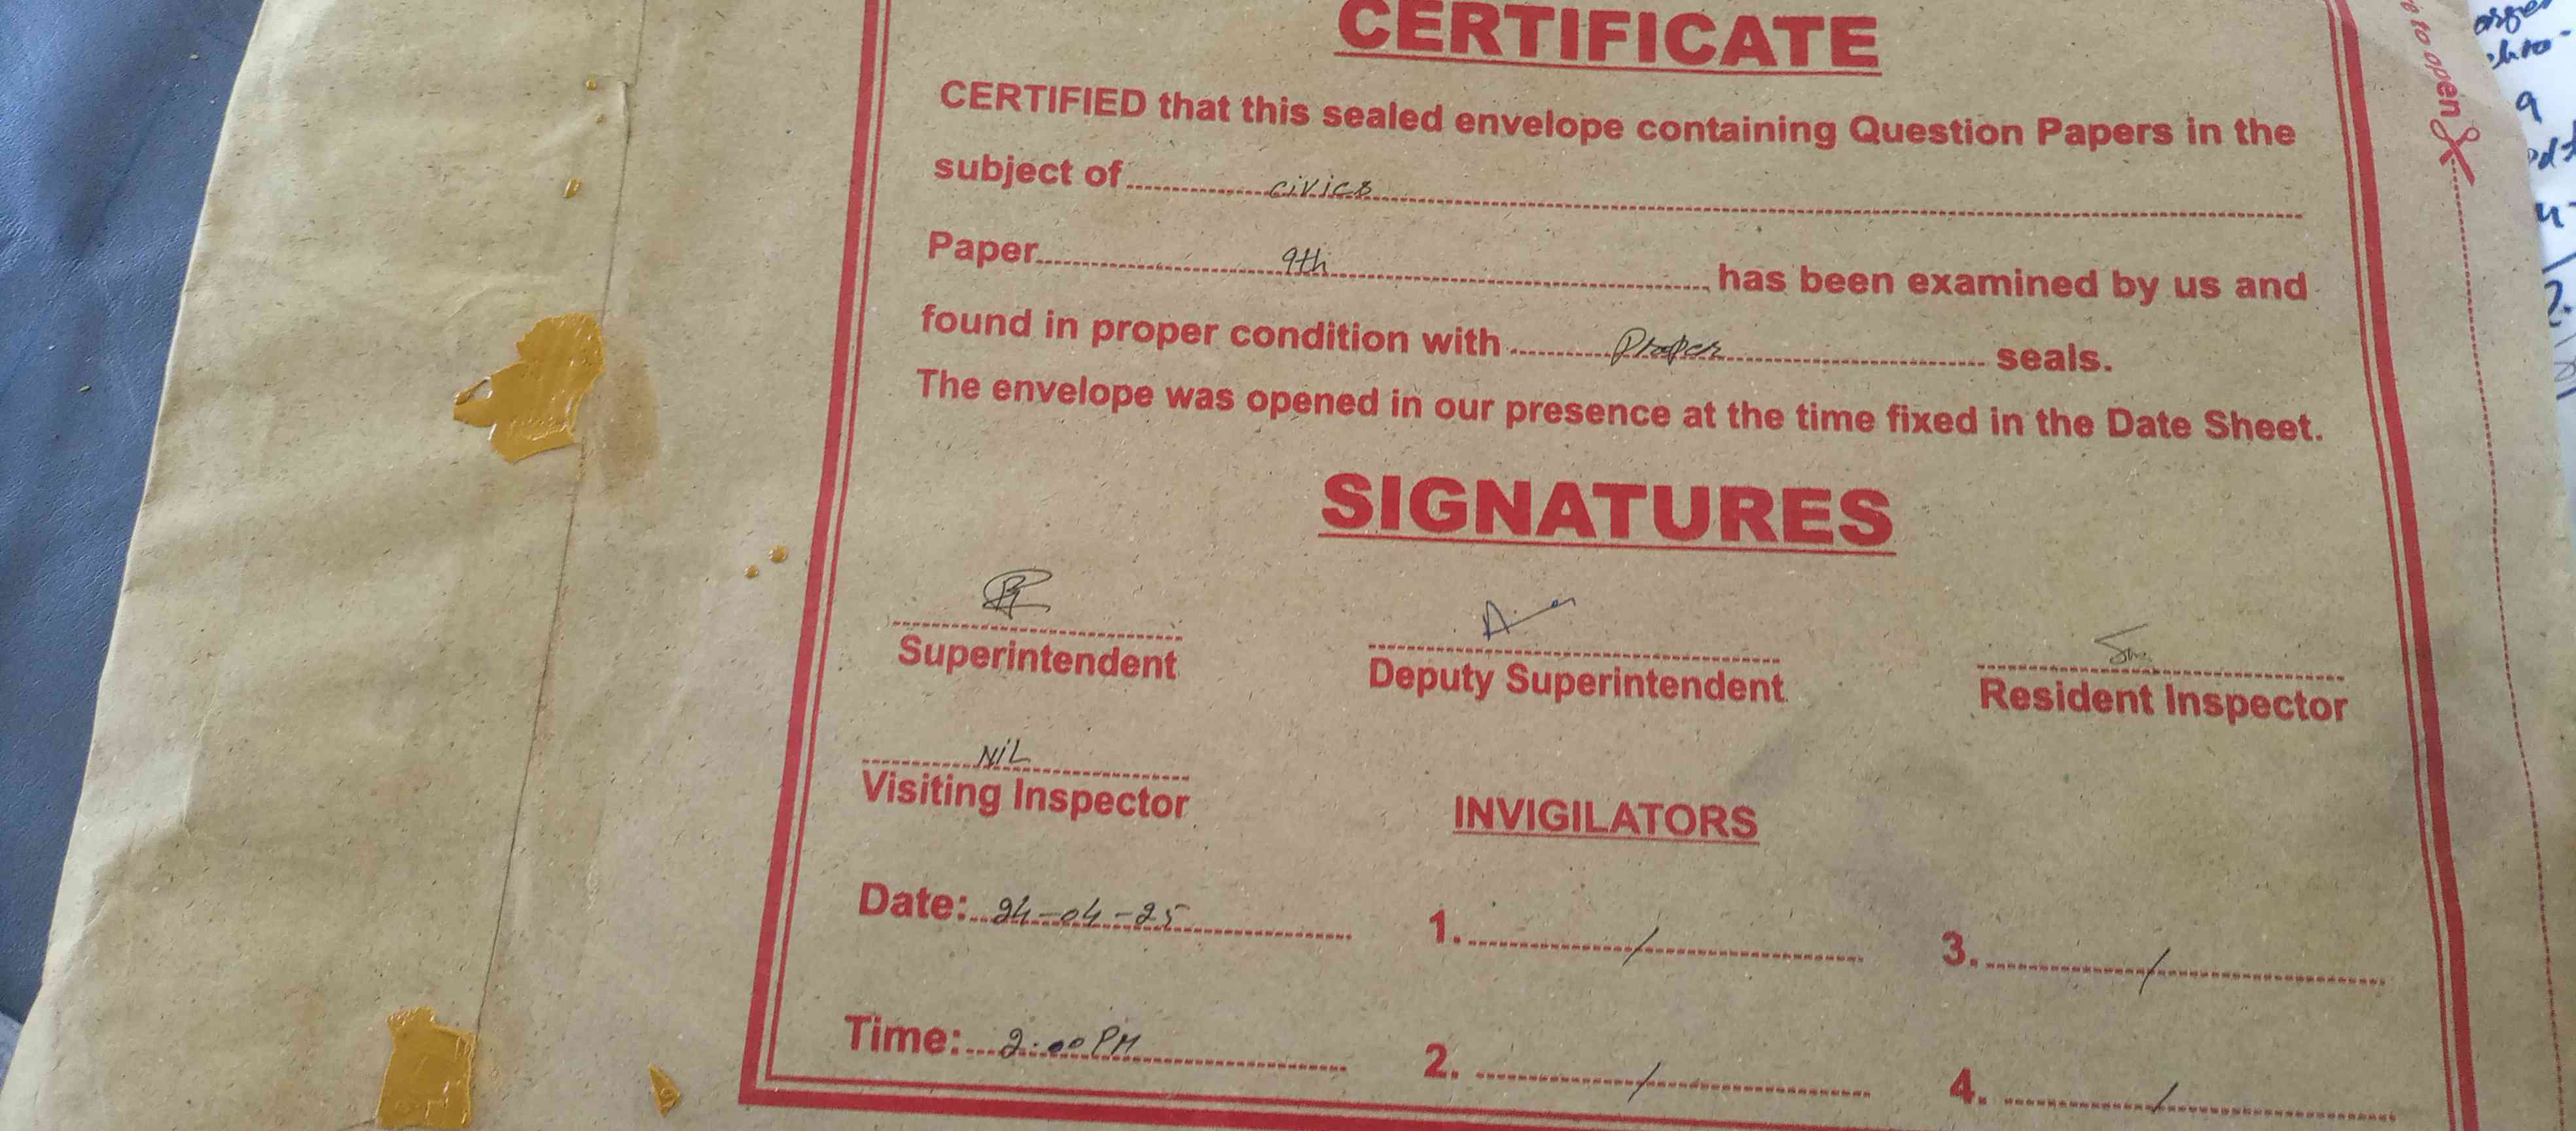 CERTIFICATE
CERTIFIED that this sealed envelope containing Question Papers in the
subject of civics
Paper 9th has been examined by us and
found in proper condition with Proper seals.
The envelope was opened in our presence at the time fixed in the Date Sheet.
SIGNATURES
Superintendent Deputy Superintendent Resident Inspector
NiL
Visiting Inspector INVIGILATORS
Date: 24-04-25 1. / 3. /
Time: 2:00 PM 2. / 4. /
to open